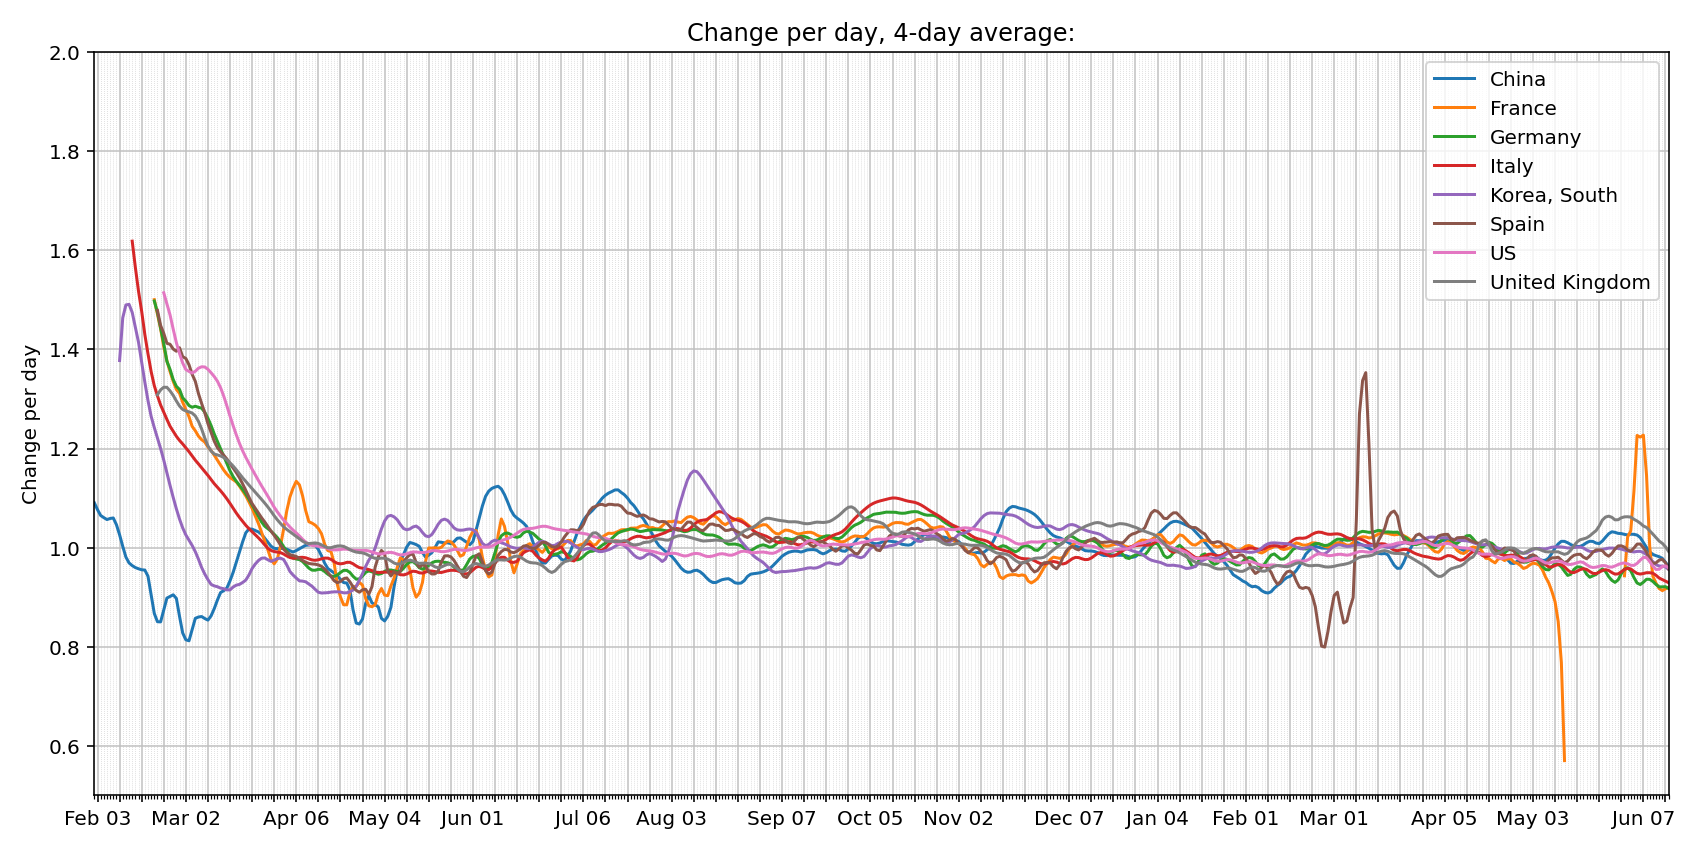 Change per day, 4-day average:
Change per day
2.0
1.8
1.6
1.4
1.2
1.0
0.8
0.6
China
France
Germany
Italy
Korea, South
Spain
US
United Kingdom
Feb 03 Mar 02 Apr 06 May 04 Jun 01 Jul 06 Aug 03 Sep 07 Oct 05 Nov 02 Dec 07 Jan 04 Feb 01 Mar 01 Apr 05 May 03 Jun 07